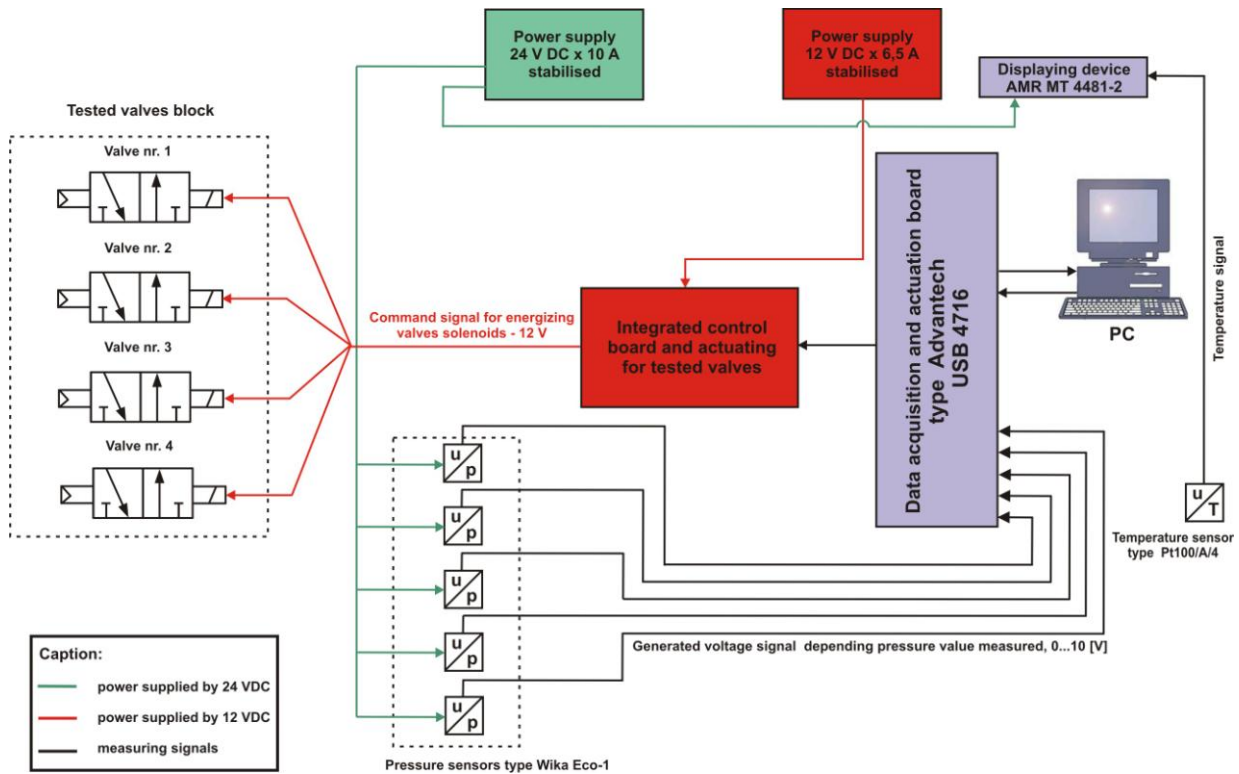 Power supply
24 V DC x 10 A
stabilised
Power supply
12 V DC x 6,5 A
stabilised
Displaying device
AMR MT 4481-2
Tested valves block
Valve nr. 1
Valve nr. 2
Valve nr. 3
Valve nr. 4
Command signal for energizing
valves solenoids - 12 V
Integrated control
board and actuating
for tested valves
Data acquisition and actuation board
type Advantech
USB 4716
PC
Temperature signal
u
T
Temperature sensor
type Pt100/A/4
u
p
u
p
u
p
u
p
u
p
Generated voltage signal depending pressure value measured, 0...10 [V]
Pressure sensors type Wika Eco-1
Caption:
power supplied by 24 VDC
power supplied by 12 VDC
measuring signals